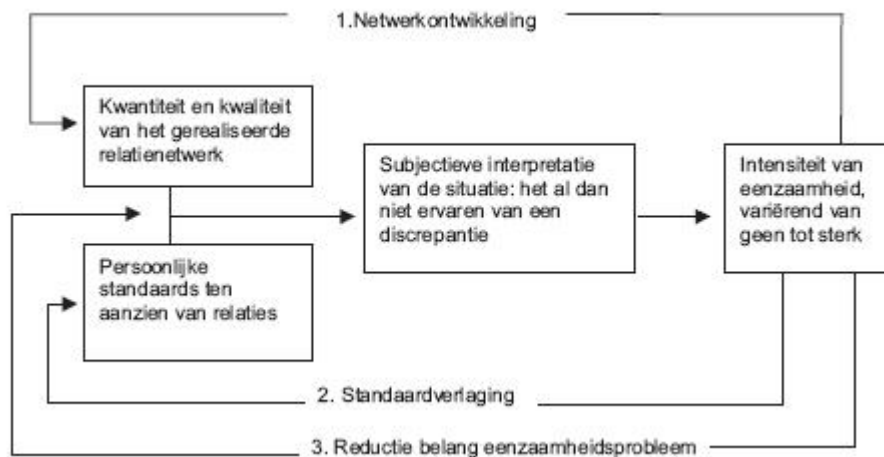 1.Netwerkontwikkeling
Kwantiteit en kwaliteit
van het gerealiseerde
relatienetwerk
Subjectieve interpretatie
van de situatie: het al dan
niet ervaren van een
discrepantie
Intensiteit van
eenzaamheid,
variërend van
geen tot sterk
Persoonlijke
standaards ten
aanzien van relaties
2. Standaardverlaging
3. Reductie belang eenzaamheidsprobleem